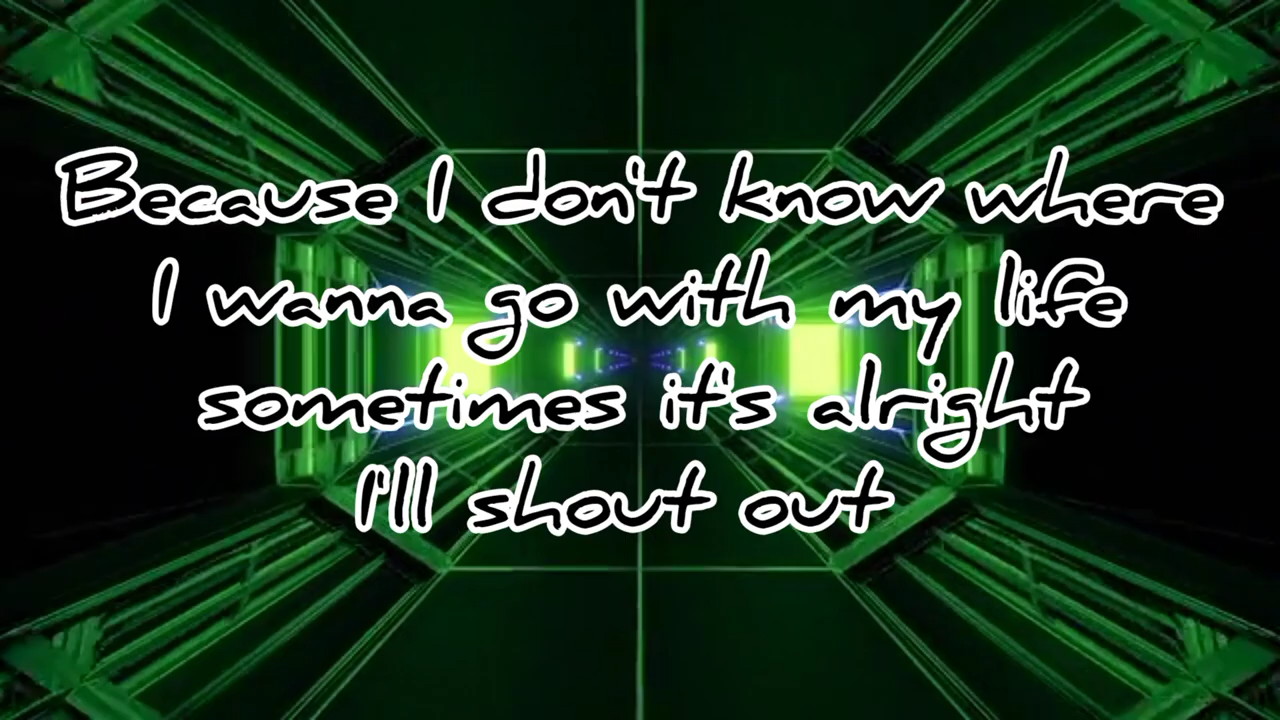 Because I don't know where
I wanna go with my life
sometimes it's alright
I'll shout out